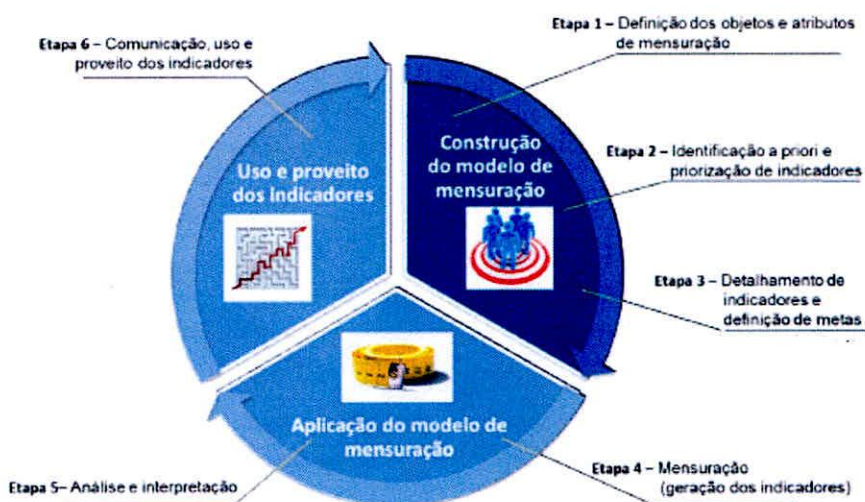 Etapa 1 – Definição dos objetos e atributos
de mensuração
Etapa 6 – Comunicação, uso e
proveito dos indicadores
Construção
do modelo de
mensuração
Etapa 2 – Identificação a priori e
priorização de indicadores
Uso e proveito
dos indicadores
Etapa 3 – Detalhamento de
indicadores e
definição de metas
Aplicação do modelo de
mensuração
Etapa 4 – Mensuração
(geração dos indicadores)
Etapa 5– Análise e interpretação